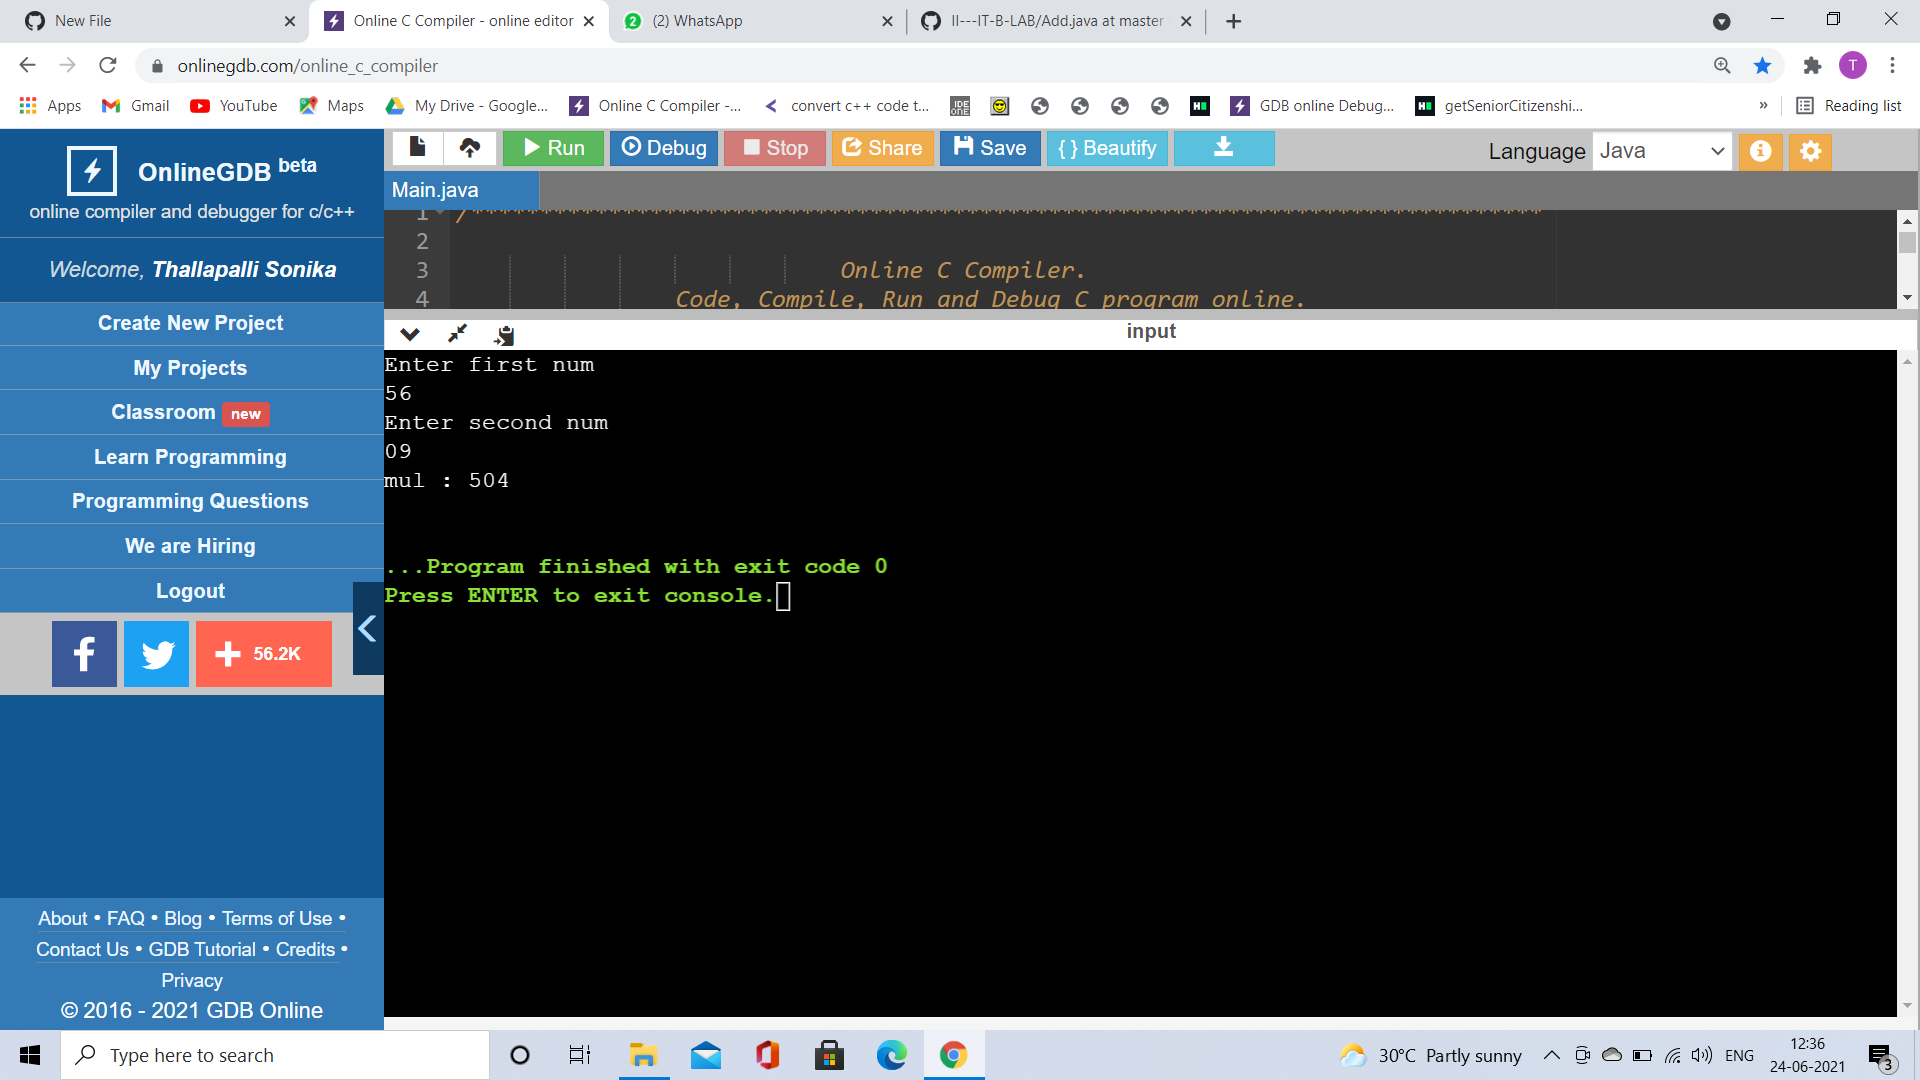 New File
Online C Compiler - online editor
(2) WhatsApp
II---IT-B-LAB/Add.java at master
onlinegdb.com/online_c_compiler
T
Apps
Gmail
YouTube
Maps
My Drive - Google...
Online C Compiler -...
convert c++ code t...
GDB online Debug...
getSeniorCitizenshi...
»
Reading list
OnlineGDB beta
online compiler and debugger for c/c++
Welcome, Thallapalli Sonika
Create New Project
My Projects
Classroom new
Learn Programming
Programming Questions
We are Hiring
Logout
56.2K
About • FAQ • Blog • Terms of Use •
Contact Us • GDB Tutorial • Credits •
Privacy
© 2016 - 2021 GDB Online
Run
Debug
Stop
Share
Save
{ } Beautify
Language Java
Main.java
1 /******************************************************************************
2
3 Online C Compiler.
4 Code, Compile, Run and Debug C program online.
input
Enter first num
56
Enter second num
09
mul : 504
...Program finished with exit code 0
Press ENTER to exit console.
Type here to search
30°C Partly sunny
ENG
12:36
24-06-2021
3